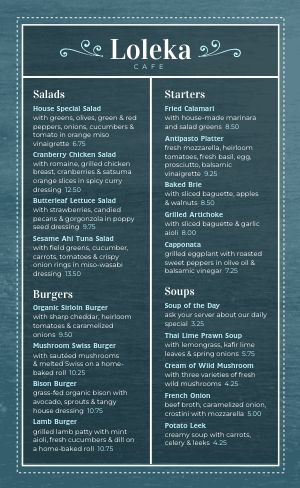 Loleka
CAFE
Salads
House Special Salad
with greens, olives, green & red
peppers, onions, cucumbers &
tomato in orange miso
vinaigrette 6.75
Cranberry Chicken Salad
with romaine, grilled chicken
breast, cranberries & satsuma
orange slices in spicy curry
dressing 12.50
Butterleaf Lettuce Salad
with strawberries, candied
pecans & gorgonzola in poppy
seed dressing 9.75
Sesame Ahi Tuna Salad
with field greens, cucumber,
carrots, tomatoes & crispy
onion rings in miso-wasabi
dressing 13.50
Burgers
Organic Sirloin Burger
with sharp cheddar, heirloom
tomatoes & caramelized
onions 9.50
Mushroom Swiss Burger
with sautéed mushrooms
& melted Swiss on a home-
baked roll 10.25
Bison Burger
grass-fed organic bison with
avocado, sprouts & tangy
house dressing 10.75
Lamb Burger
grilled lamb patty with mint
aioli, fresh cucumbers & dill on
a home-baked roll 10.75
Starters
Fried Calamari
with house-made marinara
and salad greens 8.50
Antipasto Platter
fresh mozzarella, heirloom
tomatoes, fresh basil, egg,
prosciutto, balsamic
vinaigrette 9.25
Baked Brie
with sliced baguette, apples
& walnuts 8.50
Grilled Artichoke
with sliced baguette & garlic
aioli 8.00
Capponata
grilled eggplant with roasted
sweet peppers in olive oil &
balsamic vinegar 7.25
Soups
Soup of the Day
ask your server about our daily
special 3.25
Thai Lime Prawn Soup
with lemongrass, kafir lime
leaves & spring onions 5.75
Cream of Wild Mushroom
with three varieties of fresh
wild mushrooms 4.25
French Onion
beef broth, caramelized onion,
crostini with mozzarella 5.00
Potato Leek
creamy soup with carrots,
celery & leeks 4.25